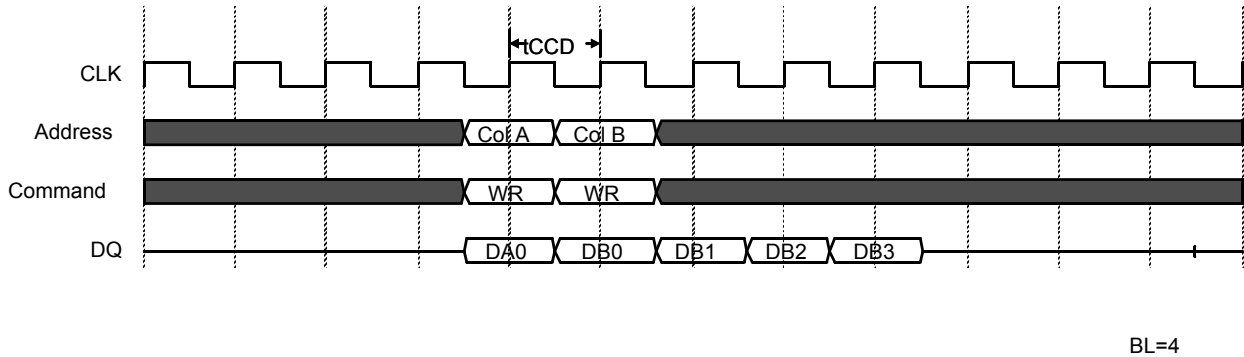 tCCD
CLK
Address Col A Col B
Command WR WR
DQ DA0 DB0 DB1 DB2 DB3
BL=4